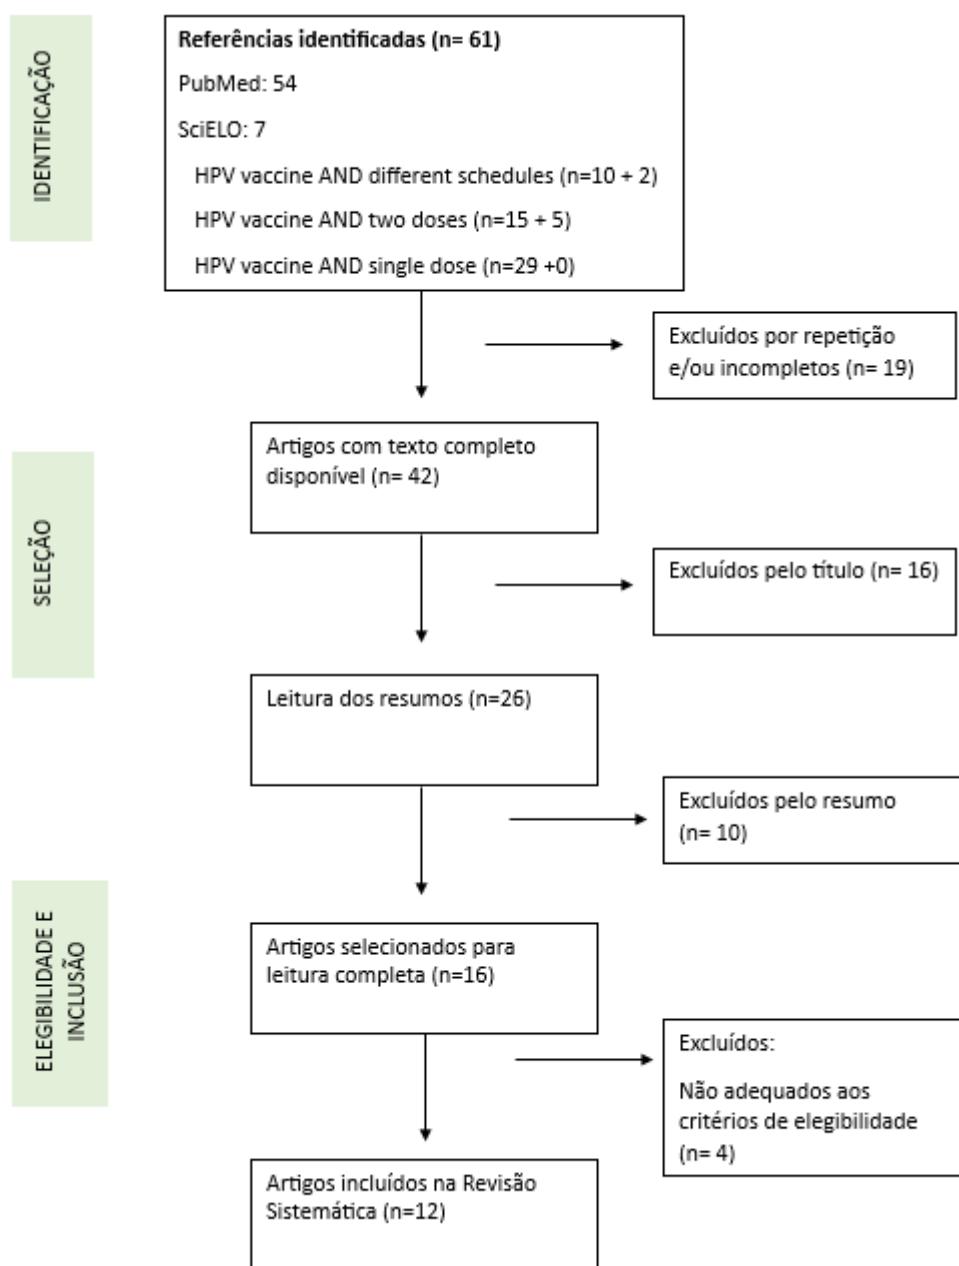 IDENTIFICAÇÃO
Referências identificadas (n= 61)
PubMed: 54
SciELO: 7
HPV vaccine AND different schedules (n=10 + 2)
HPV vaccine AND two doses (n=15 + 5)
HPV vaccine AND single dose (n=29 +0)
Excluídos por repetição
e/ou incompletos (n= 19)
SELEÇÃO
Artigos com texto completo
disponível (n= 42)
Excluídos pelo título (n= 16)
Leitura dos resumos (n=26)
Excluídos pelo resumo
(n= 10)
ELEGIBILIDADE E
INCLUSÃO
Artigos selecionados para
leitura completa (n=16)
Excluídos:
Não adequados aos
critérios de elegibilidade
(n= 4)
Artigos incluídos na Revisão
Sistemática (n=12)